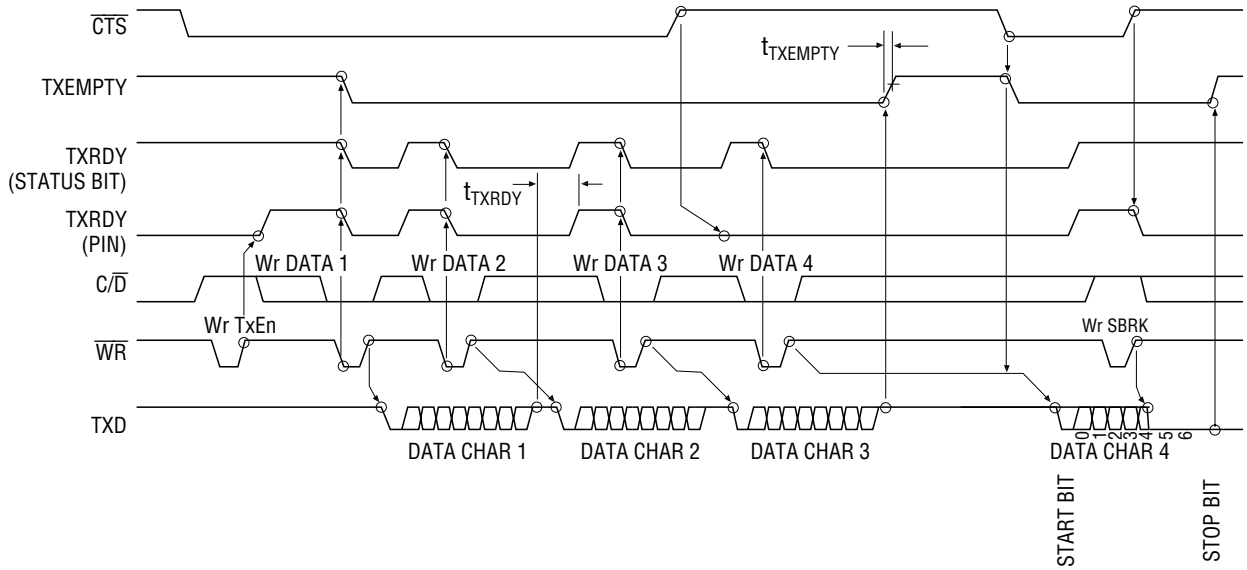 C̅T̅S̅
tTXEMPTY
TXEMPTY
TXRDY
(STATUS BIT)
tTXRDY
TXRDY
(PIN)
Wr DATA 1 Wr DATA 2 Wr DATA 3 Wr DATA 4
C/D̅
Wr TxEn
Wr SBRK
W̅R̅
TXD
0 1 2 3 4 5 6
DATA CHAR 1 DATA CHAR 2 DATA CHAR 3 DATA CHAR 4
START BIT
STOP BIT